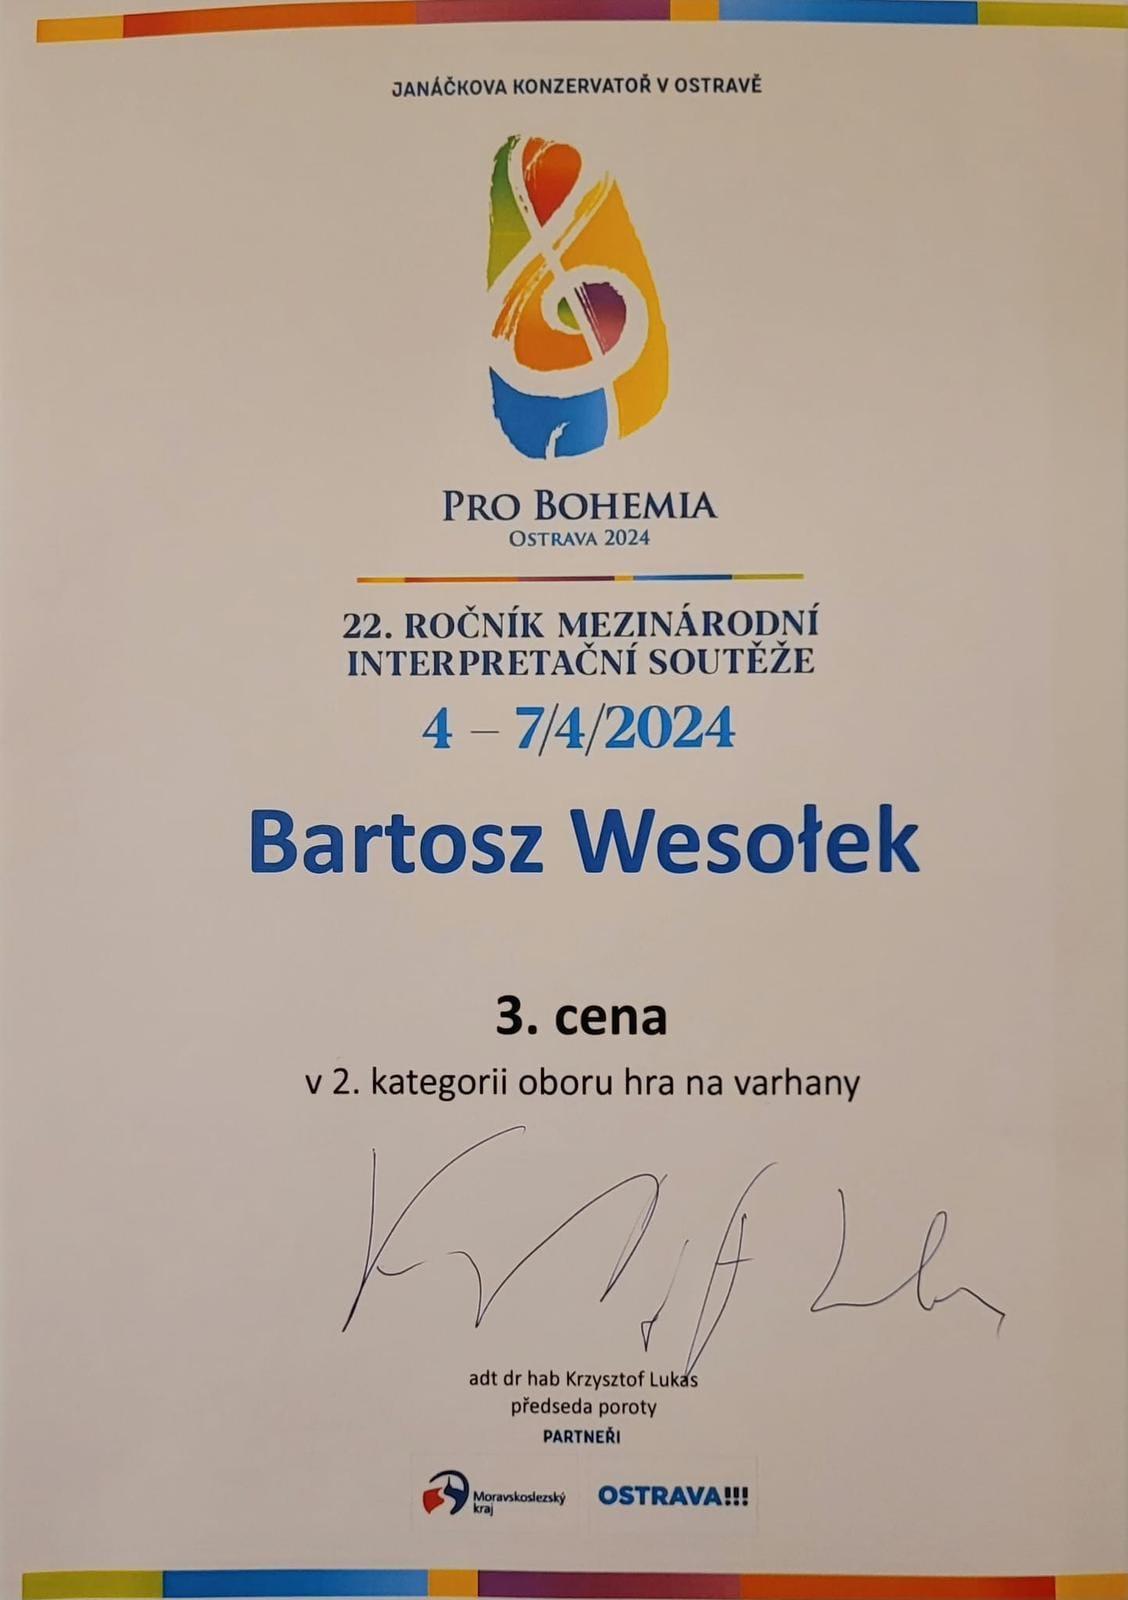 JANÁČKOVA KONZERVATOŘ V OSTRAVĚ
PRO BOHEMIA
OSTRAVA 2024
22. ROČNÍK MEZINÁRODNÍ
INTERPRETAČNÍ SOUTĚŽE
4 – 7/4/2024
Bartosz Wesołek
3. cena
v 2. kategorii oboru hra na varhany
adt dr hab Krzysztof Lukas
předseda poroty
PARTNEŘI
Moravskoslezský
kraj
OSTRAVA!!!